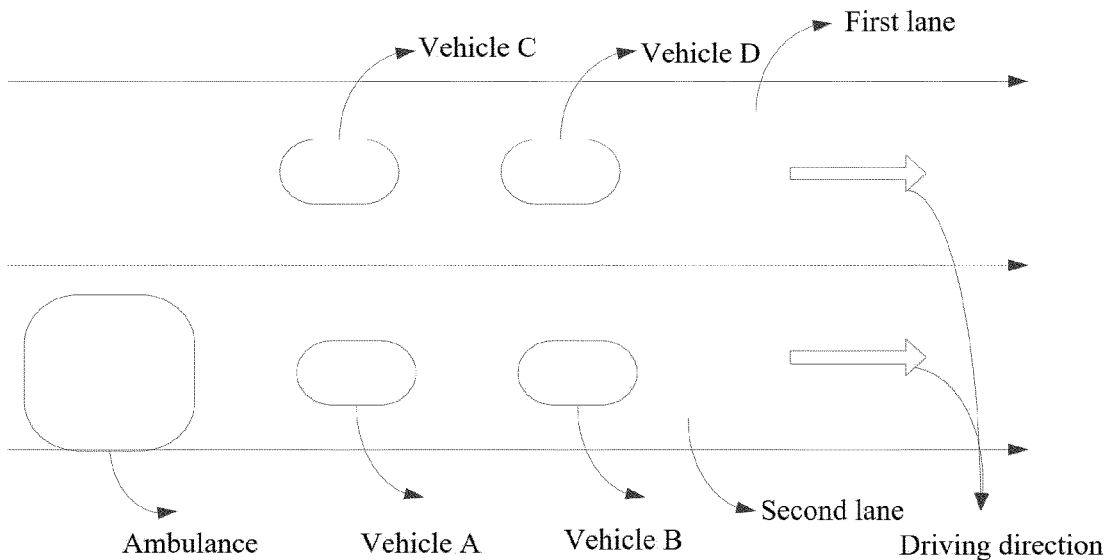 First lane
Vehicle C
Vehicle D
Second lane
Ambulance
Vehicle A
Vehicle B
Driving direction